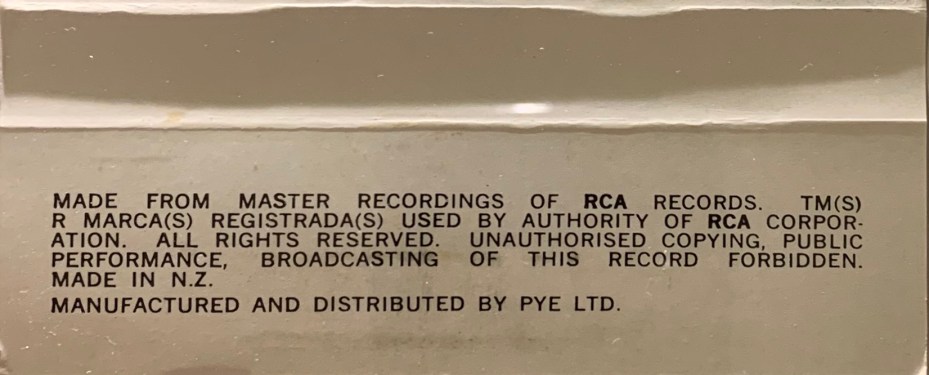 MADE FROM MASTER RECORDINGS OF RCA RECORDS. TM(S)
R MARCA(S) REGISTRADA(S) USED BY AUTHORITY OF RCA CORPOR-
ATION. ALL RIGHTS RESERVED. UNAUTHORISED COPYING, PUBLIC
PERFORMANCE, BROADCASTING OF THIS RECORD FORBIDDEN.
MADE IN N.Z.
MANUFACTURED AND DISTRIBUTED BY PYE LTD.